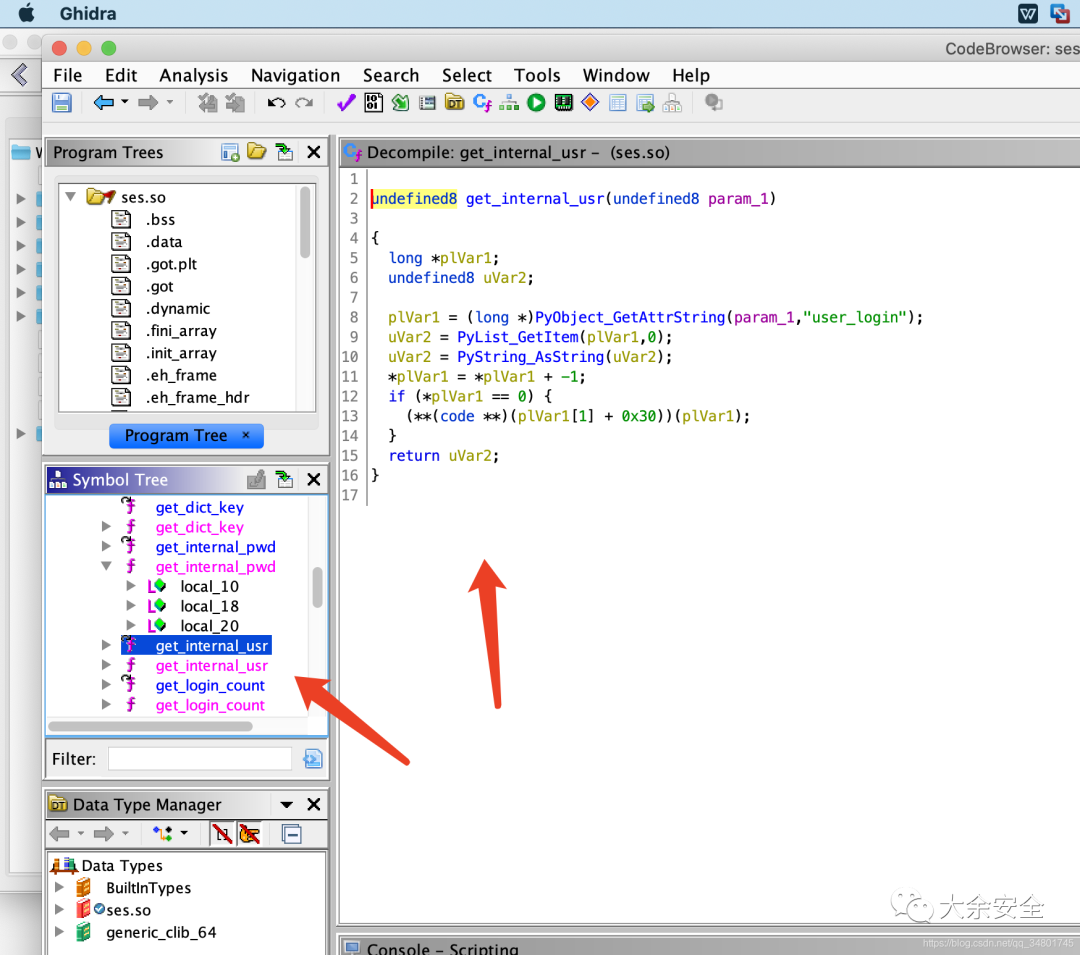 Ghidra
CodeBrowser: ses
File Edit Analysis Navigation Search Select Tools Window Help
Program Trees
ses.so
.bss
.data
.got.plt
.got
.dynamic
.fini_array
.init_array
.eh_frame
.eh_frame_hdr
Program Tree ×
Symbol Tree
get_dict_key
get_dict_key
get_internal_pwd
get_internal_pwd
local_10
local_18
local_20
get_internal_usr
get_internal_usr
get_login_count
get_login_count
Filter:
Data Type Manager
Data Types
BuiltInTypes
ses.so
generic_clib_64
Decompile: get_internal_usr – (ses.so)
1
2 undefined8 get_internal_usr(undefined8 param_1)
3
4 {
5 long *plVar1;
6 undefined8 uVar2;
7
8 plVar1 = (long *)PyObject_GetAttrString(param_1,"user_login");
9 uVar2 = PyList_GetItem(plVar1,0);
10 uVar2 = PyString_AsString(uVar2);
11 *plVar1 = *plVar1 + -1;
12 if (*plVar1 == 0) {
13 (**(code **)(plVar1[1] + 0x30))(plVar1);
14 }
15 return uVar2;
16 }
17
Console – Scripting
大余安全
https://blog.csdn.net/qq_34801745